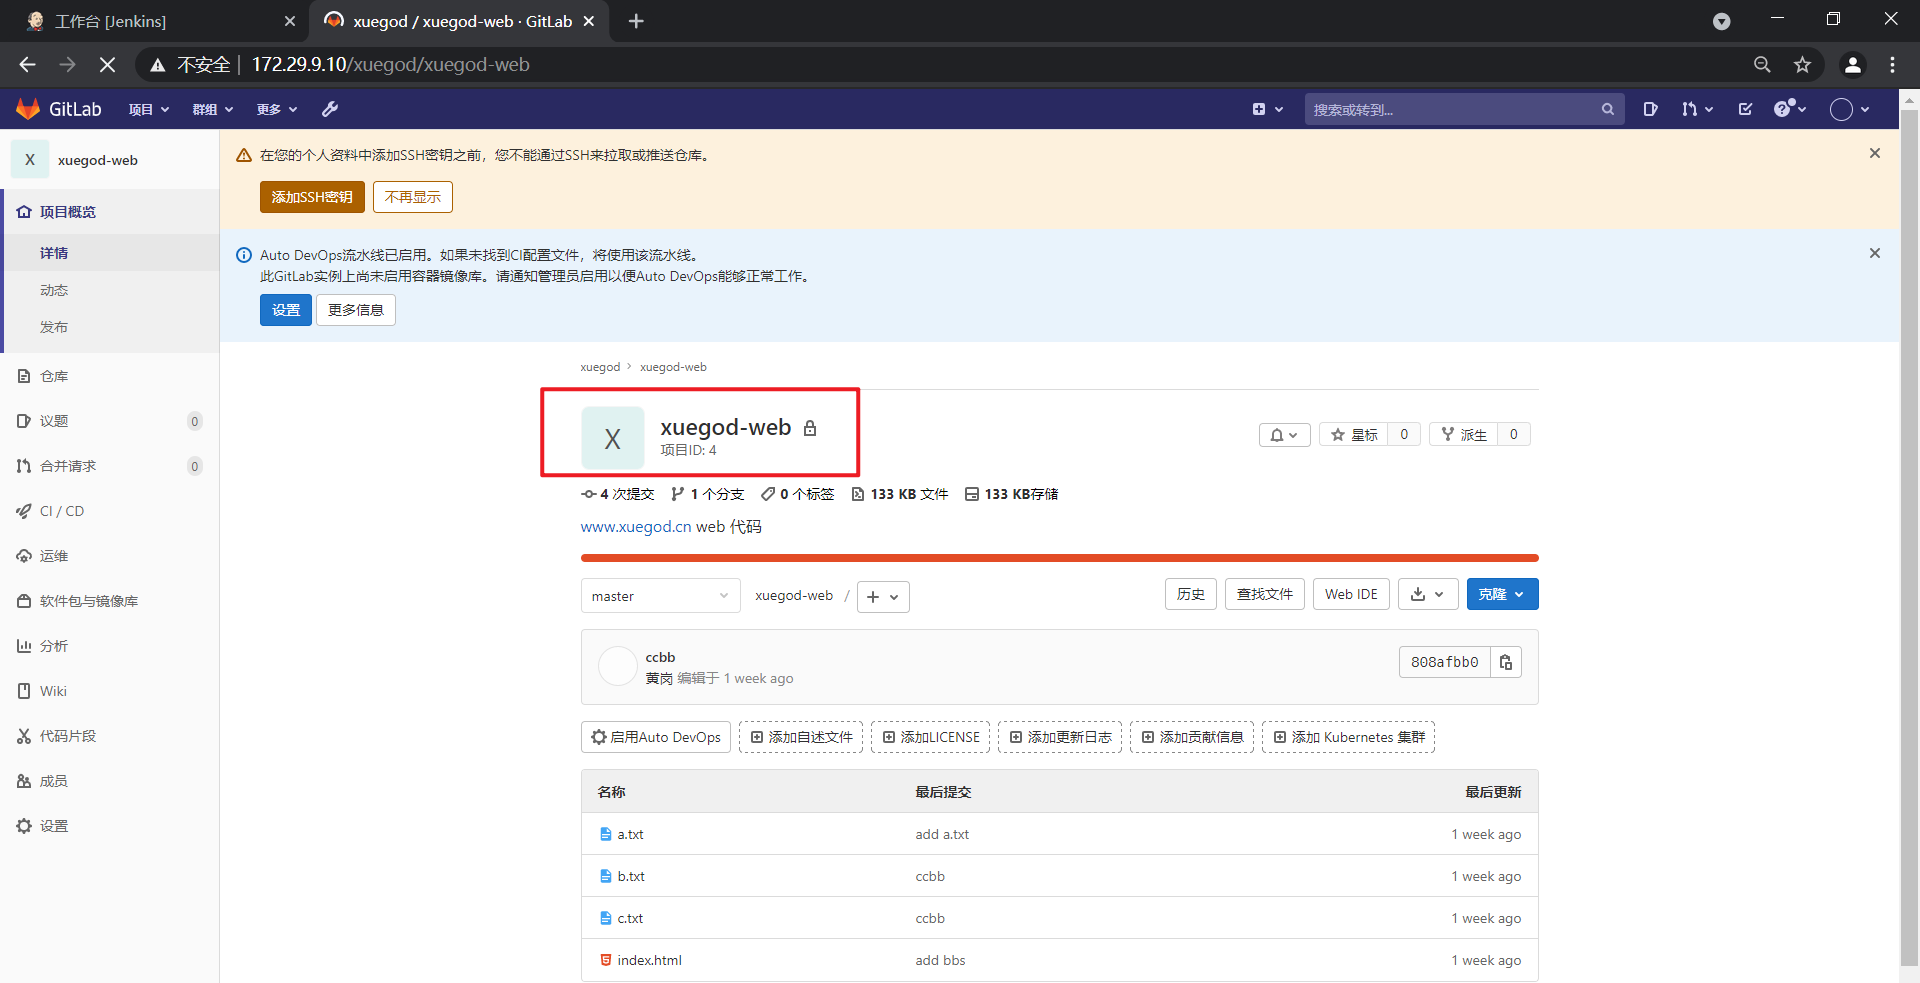 工作台 [Jenkins]
xuegod / xuegod-web · GitLab
不安全 172.29.9.10/xuegod/xuegod-web
GitLab 项目 群组 更多
搜索或转到...
X xuegod-web
项目概览
详情
动态
发布
仓库
议题 0
合并请求 0
CI / CD
运维
软件包与镜像库
分析
Wiki
代码片段
成员
设置
在您的个人资料中添加SSH密钥之前，您不能通过SSH来拉取或推送仓库。
添加SSH密钥 不再显示
Auto DevOps流水线已启用。如果未找到CI配置文件，将使用该流水线。
此GitLab实例上尚未启用容器镜像库。请通知管理员启用以便Auto DevOps能够正常工作。
设置 更多信息
xuegod > xuegod-web
X
xuegod-web
项目ID: 4
星标 0 派生 0
4 次提交 1 个分支 0 个标签 133 KB 文件 133 KB存储
www.xuegod.cn web 代码
master xuegod-web / +
历史 查找文件 Web IDE 克隆
ccbb
黄岗 编辑于 1 week ago
808afbb0
启用Auto DevOps 添加自述文件 添加LICENSE 添加更新日志 添加贡献信息 添加 Kubernetes 集群
名称 最后提交 最后更新
a.txt add a.txt 1 week ago
b.txt ccbb 1 week ago
c.txt ccbb 1 week ago
index.html add bbs 1 week ago